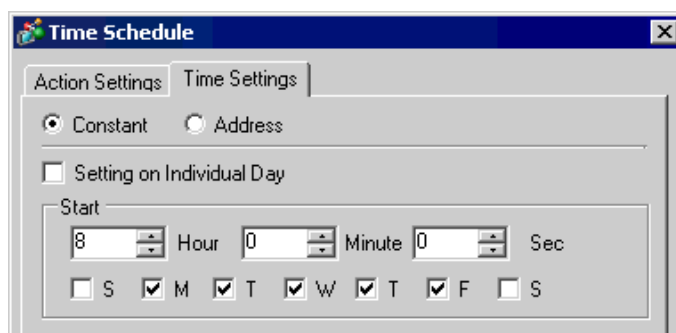 Time Schedule
Action Settings Time Settings
Constant Address
Setting on Individual Day
Start
8 Hour 0 Minute 0 Sec
S M T W T F S